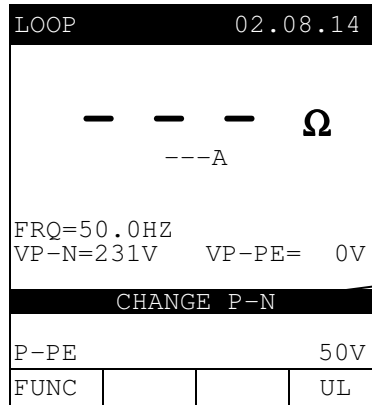 LOOP 02.08.14
- - - Ω
---A
FRQ=50.0HZ
VP-N=231V VP-PE= 0V
CHANGE P-N
P-PE 50V
FUNC UL